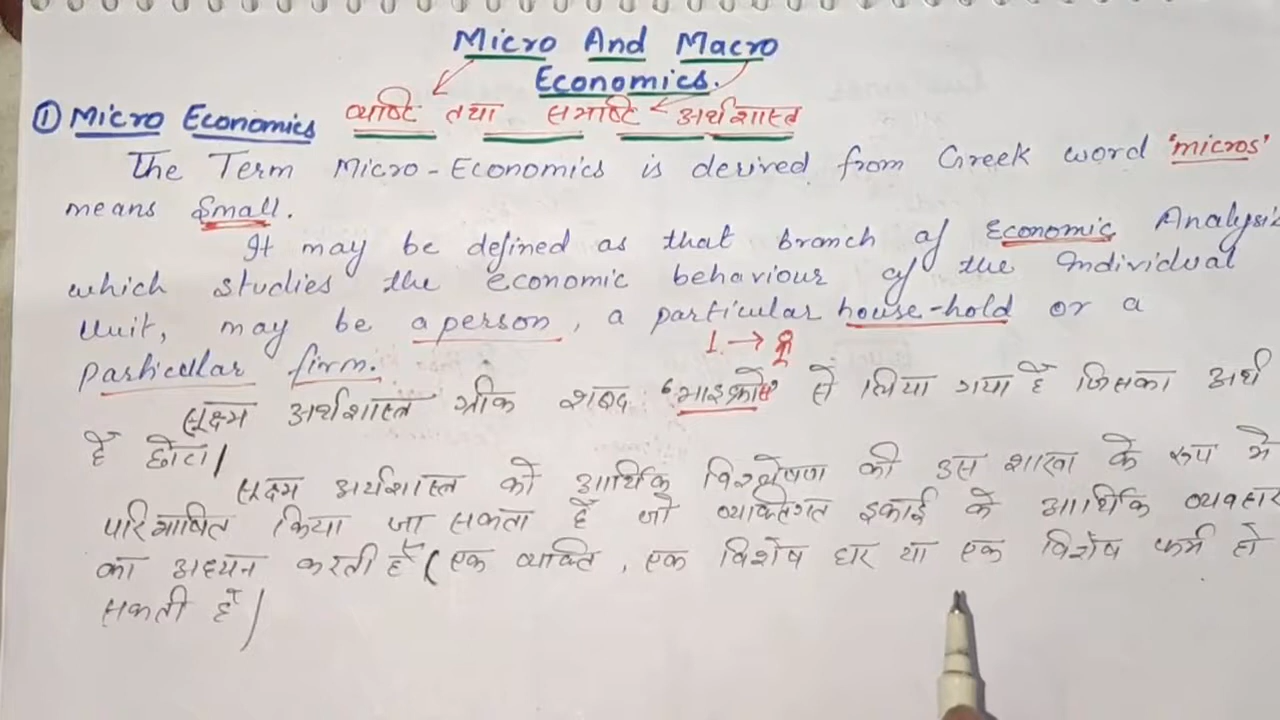 Micro And Macro
Economics.
व्यष्टि तथा समष्टि अर्थशास्त्र
① Micro Economics
The Term Micro-Economics is derived from Greek word 'micros'
means Small.
It may be defined as that branch of Economic Analysis
which studies the economic behaviour of the Individual
Unit, may be a person, a particular house-hold or a
particular firm.
1. →
सूक्ष्म अर्थशास्त्र ग्रीक शब्द 'माइक्रोस' से लिया गया है जिसका अर्थ
है छोटा।
सूक्ष्म अर्थशास्त्र को आर्थिक विश्लेषण की उस शाखा के रूप मे
परिभाषित किया जा सकता है जो व्यक्तिगत इकाई के आर्थिक व्यवहार
का अध्यन करती है (एक व्यक्ति, एक विशेष घर या एक विशेष फर्म हो
सकती है।